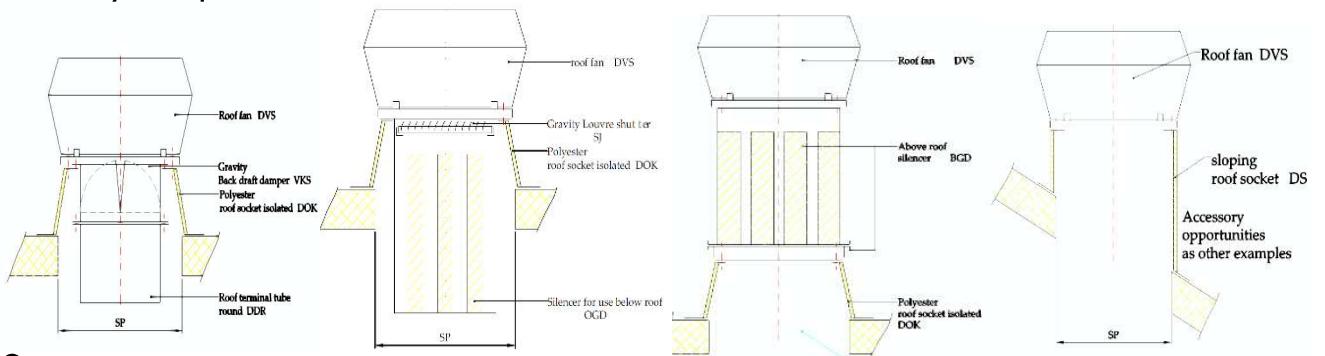 Roof fan DVS
Gravity
Back draft damper VKS
Polyester
roof socket isolated DOK
Roof terminal tube
round DDR
SP
roof fan DVS
Gravity Louvre shut ter
SJ
Polyester
roof socket isolated DOK
Silencer for use below roof
OGD
SP
Roof fan DVS
Above roof
silencer BGD
Polyester
roof socket isolated
DOK
Roof fan DVS
sloping
roof socket DS
Accessory
opportunities
as other examples
SP